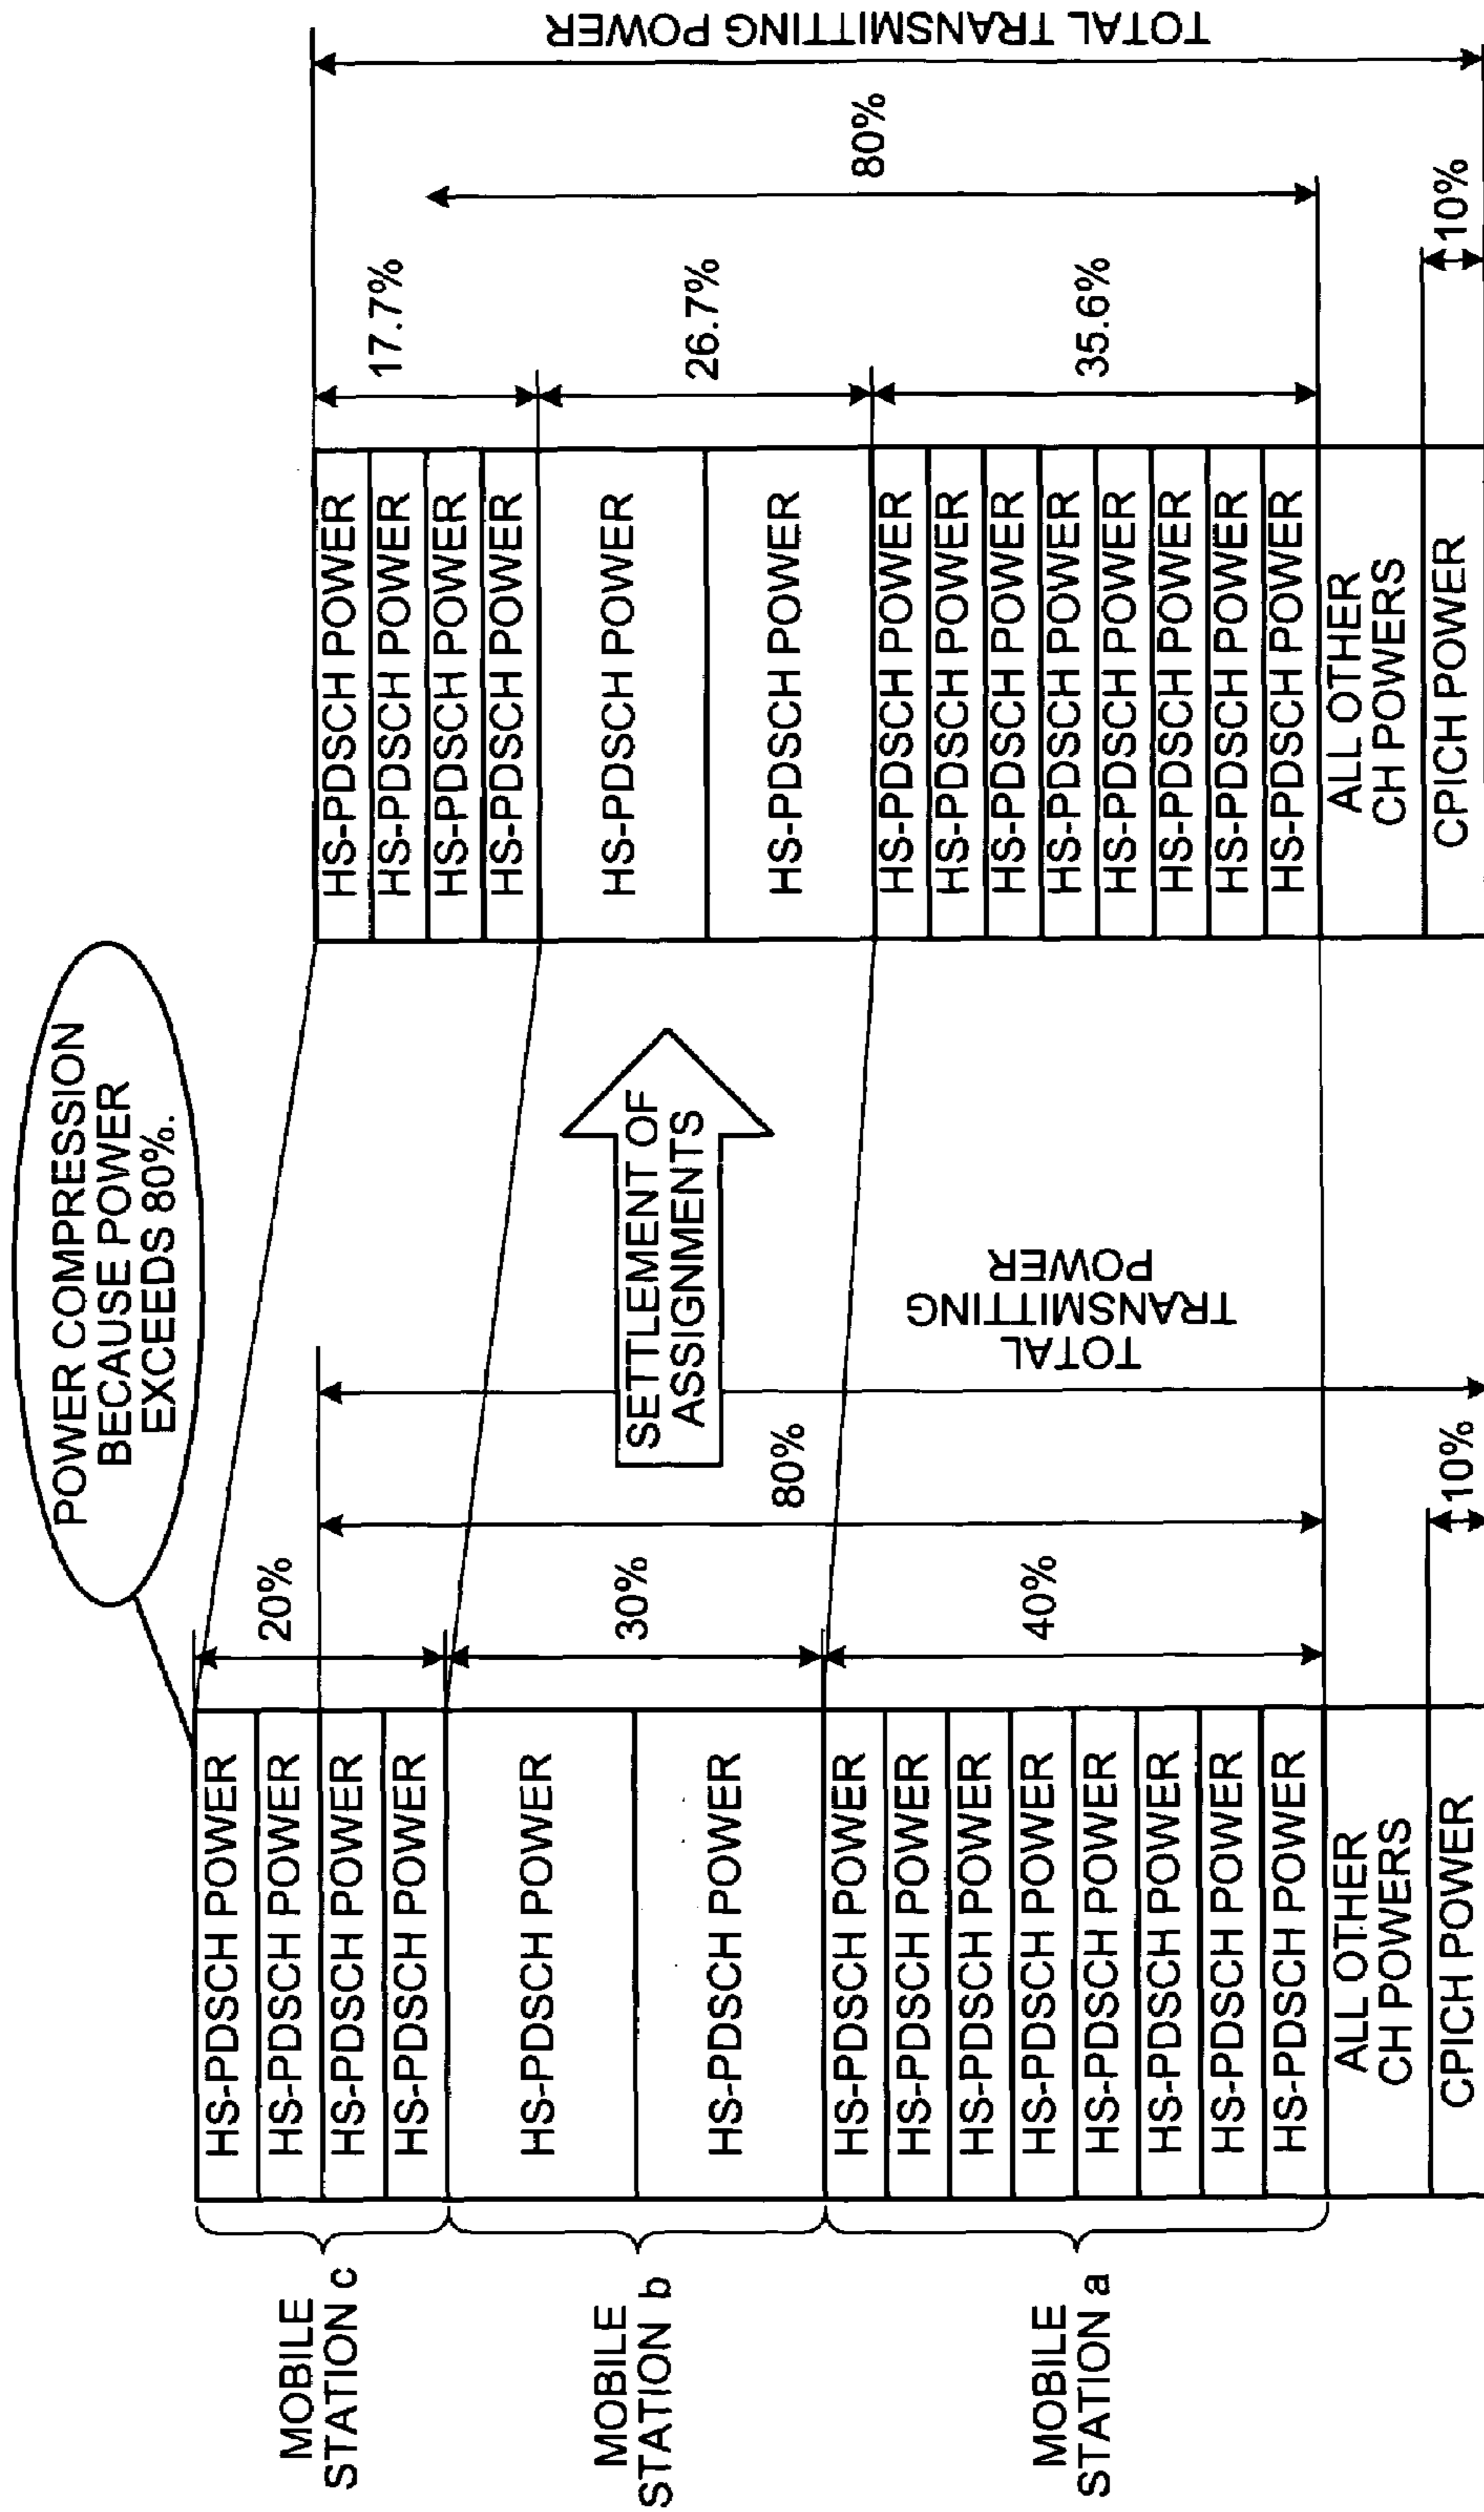 POWER COMPRESSION
BECAUSE POWER
EXCEEDS 80%.
MOBILE
STATION c
MOBILE
STATION b
MOBILE
STATION a
HS-PDSCH POWER
HS-PDSCH POWER
HS-PDSCH POWER
HS-PDSCH POWER
HS-PDSCH POWER
HS-PDSCH POWER
HS-PDSCH POWER
HS-PDSCH POWER
HS-PDSCH POWER
HS-PDSCH POWER
HS-PDSCH POWER
HS-PDSCH POWER
HS-PDSCH POWER
HS-PDSCH POWER
ALL OTHER
CH POWERS
CPICH POWER
20%
30%
40%
80%
10%
TOTAL
TRANSMITTING
POWER
SETTLEMENT OF
ASSIGNMENTS
HS-PDSCH POWER
HS-PDSCH POWER
HS-PDSCH POWER
HS-PDSCH POWER
HS-PDSCH POWER
HS-PDSCH POWER
HS-PDSCH POWER
HS-PDSCH POWER
HS-PDSCH POWER
HS-PDSCH POWER
HS-PDSCH POWER
HS-PDSCH POWER
HS-PDSCH POWER
HS-PDSCH POWER
ALL OTHER
CH POWERS
CPICH POWER
17.7%
26.7%
35.6%
80%
10%
TOTAL TRANSMITTING POWER